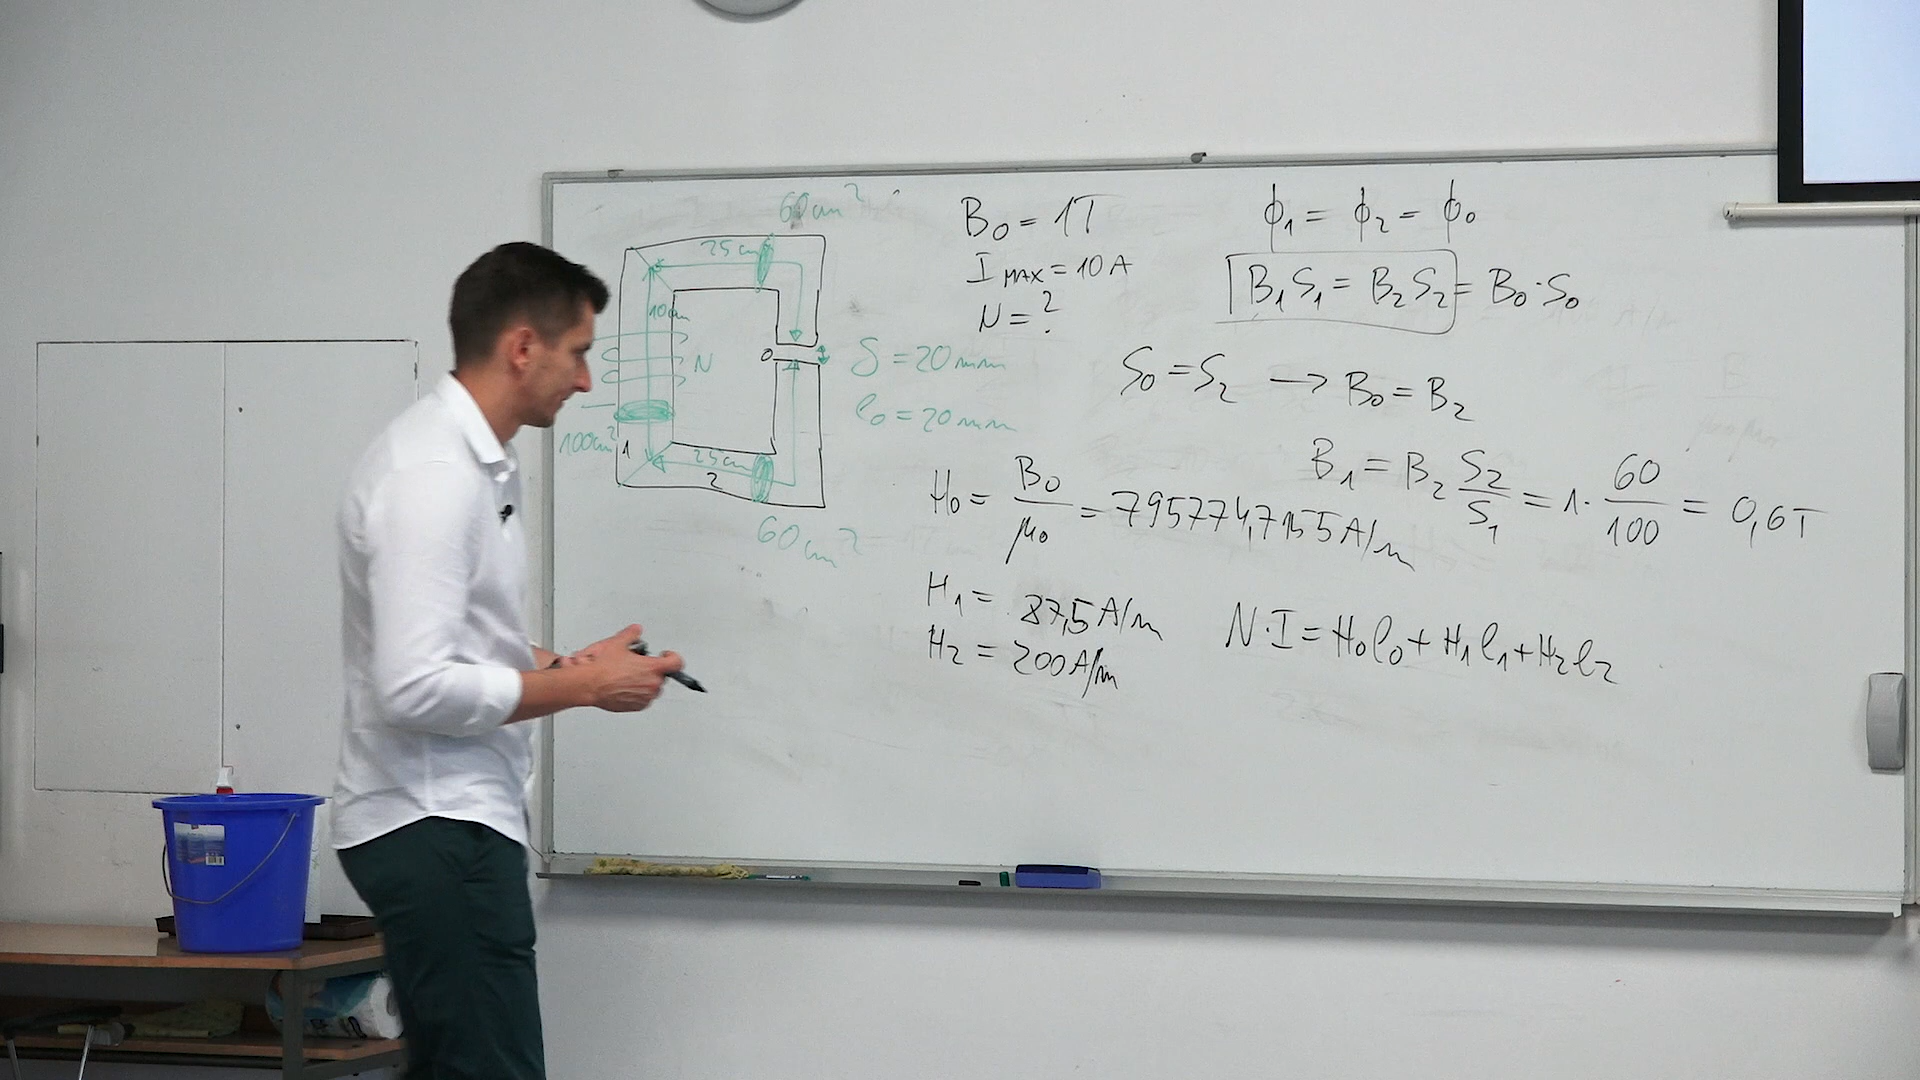 60cm²
25cm
10cm
N
0
100cm²
1
25cm
2
60cm²
δ = 20mm
l₀ = 20mm
B₀ = 1T
I MAX = 10A
N = ?
ϕ₁ = ϕ₂ = ϕ₀
B₁S₁ = B₂S₂ = B₀·S₀
S₀ = S₂ → B₀ = B₂
B₁ = B₂ S₂/S₁ = 1· 60/100 = 0,6T
H₀ = B₀/μ₀ = 795774,7155 A/m
H₁ = 87,5 A/m
H₂ = 200 A/m
N·I = H₀l₀ + H₁l₁ + H₂l₂